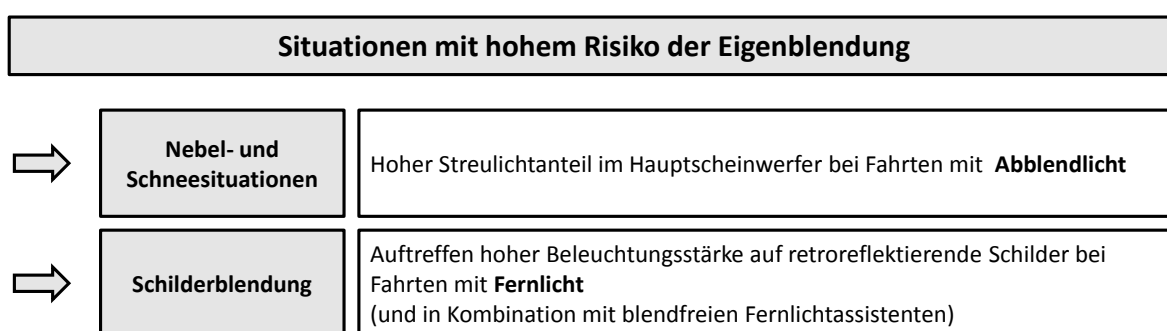 Situationen mit hohem Risiko der Eigenblendung
Nebel- und
Schneesituationen
Hoher Streulichtanteil im Hauptscheinwerfer bei Fahrten mit Abblendlicht
Schilderblendung
Auftreffen hoher Beleuchtungsstärke auf retroreflektierende Schilder bei
Fahrten mit Fernlicht
(und in Kombination mit blendfreien Fernlichtassistenten)